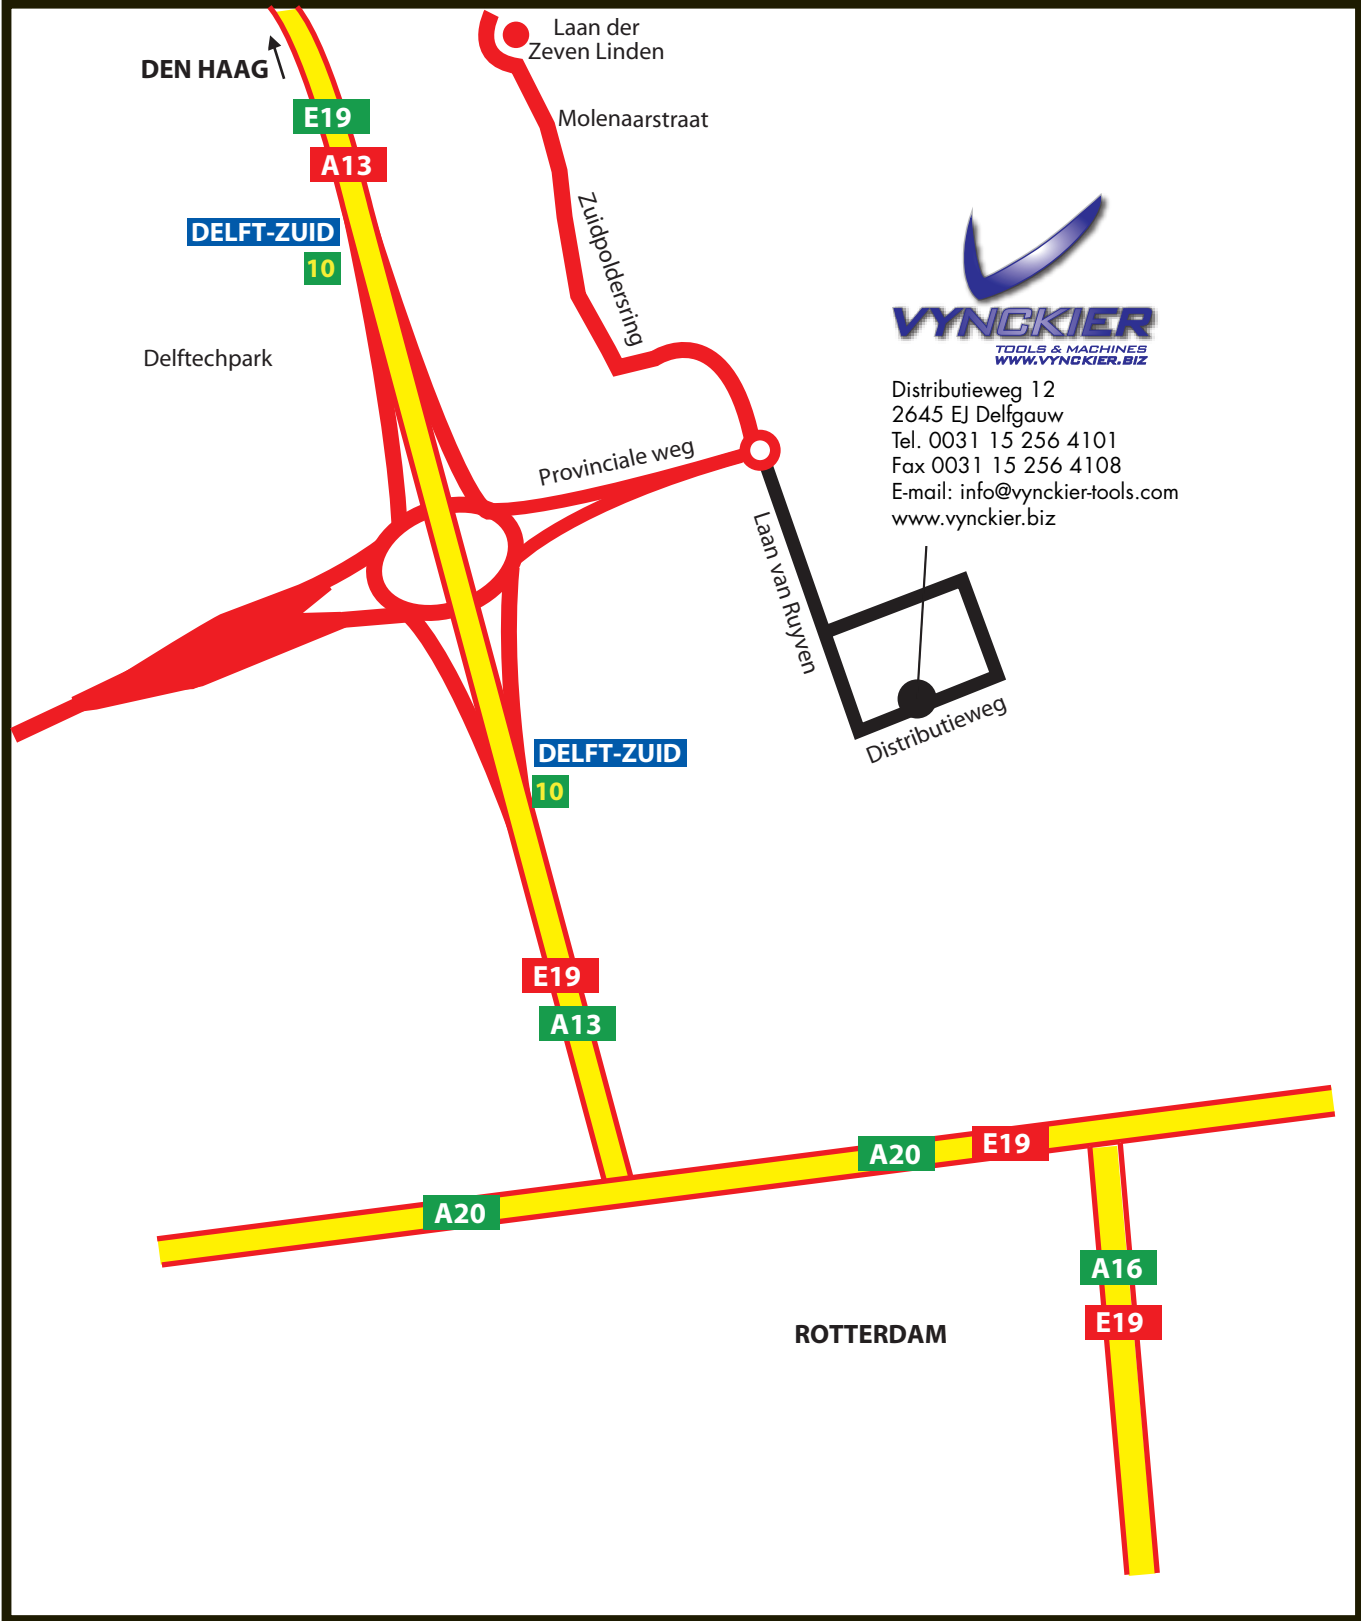 Laan der
Zeven Linden
DEN HAAG
E19
Molenaarstraat
A13
DELFT-ZUID
10
Zuidpoldersring
VYNCKIER
TOOLS & MACHINES
WWW.VYNCKIER.BIZ
Delftechpark
Distributieweg 12
2645 EJ Delfgauw
Tel. 0031 15 256 4101
Fax 0031 15 256 4108
E-mail: info@vynckier-tools.com
www.vynckier.biz
Provinciale weg
Laan van Ruyven
Distributieweg
DELFT-ZUID
10
E19
A13
A20
E19
A20
A16
E19
ROTTERDAM